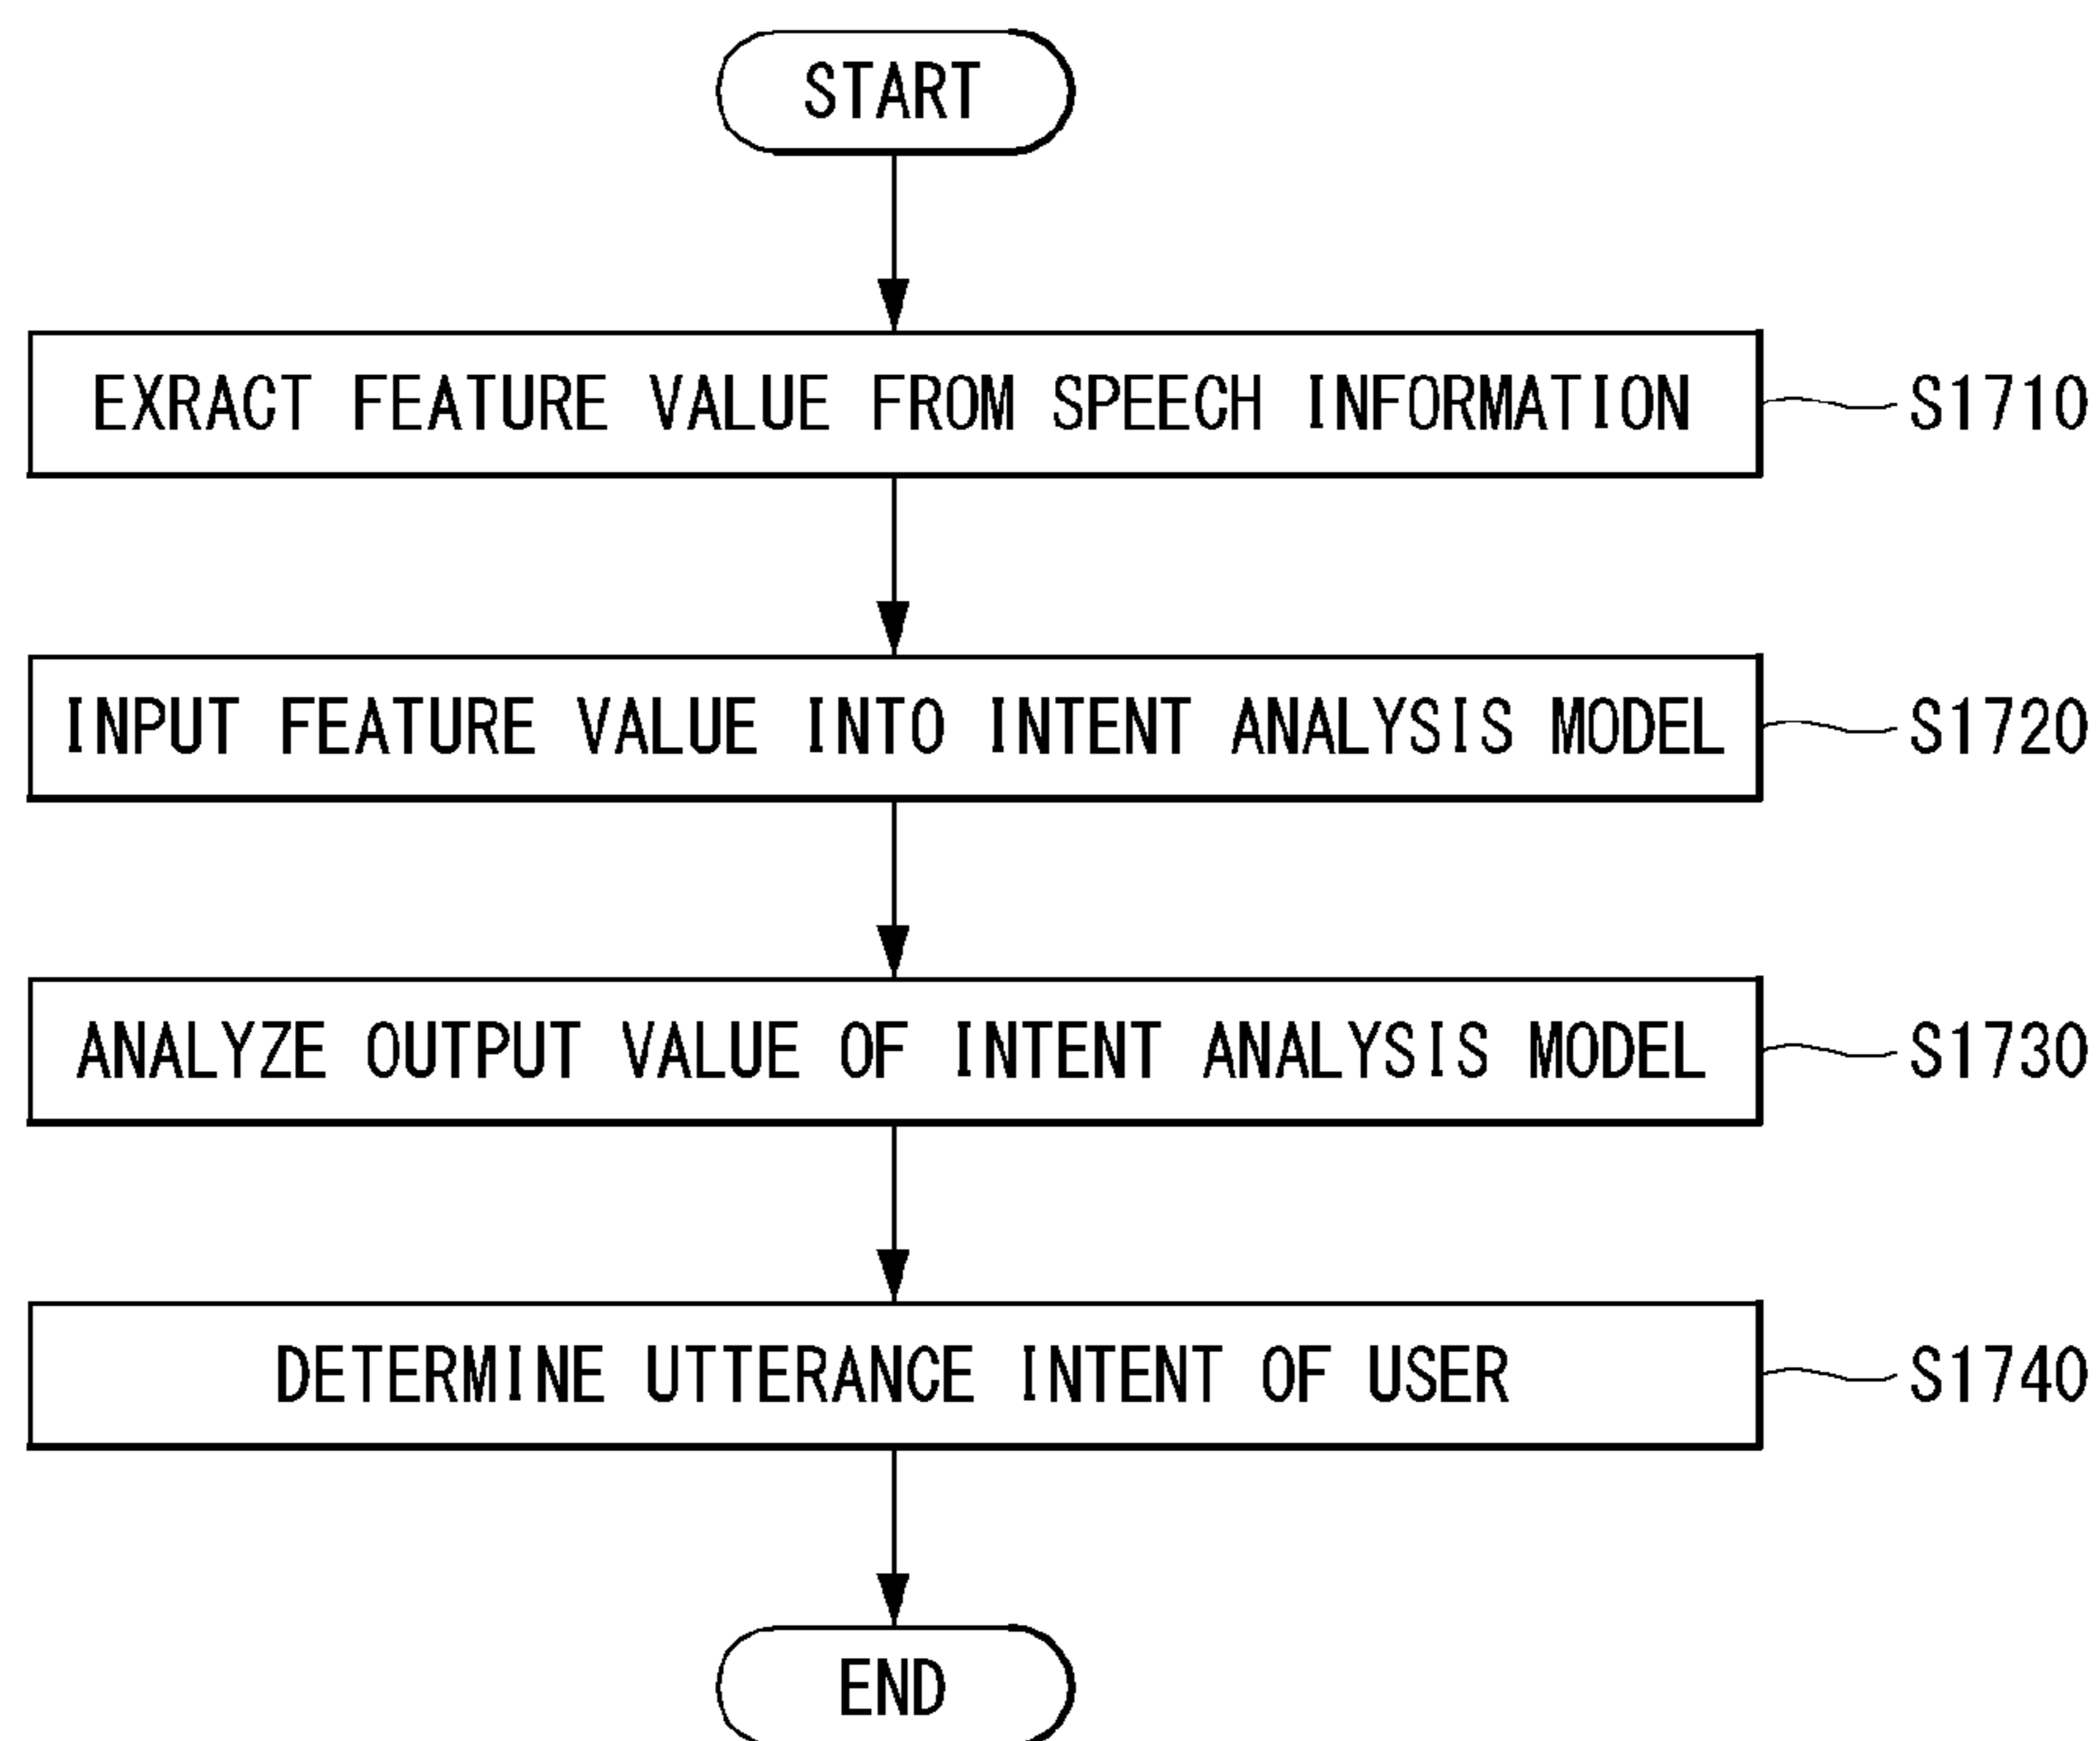 START
EXRACT FEATURE VALUE FROM SPEECH INFORMATION
S1710
INPUT FEATURE VALUE INTO INTENT ANALYSIS MODEL
S1720
ANALYZE OUTPUT VALUE OF INTENT ANALYSIS MODEL
S1730
DETERMINE UTTERANCE INTENT OF USER
S1740
END